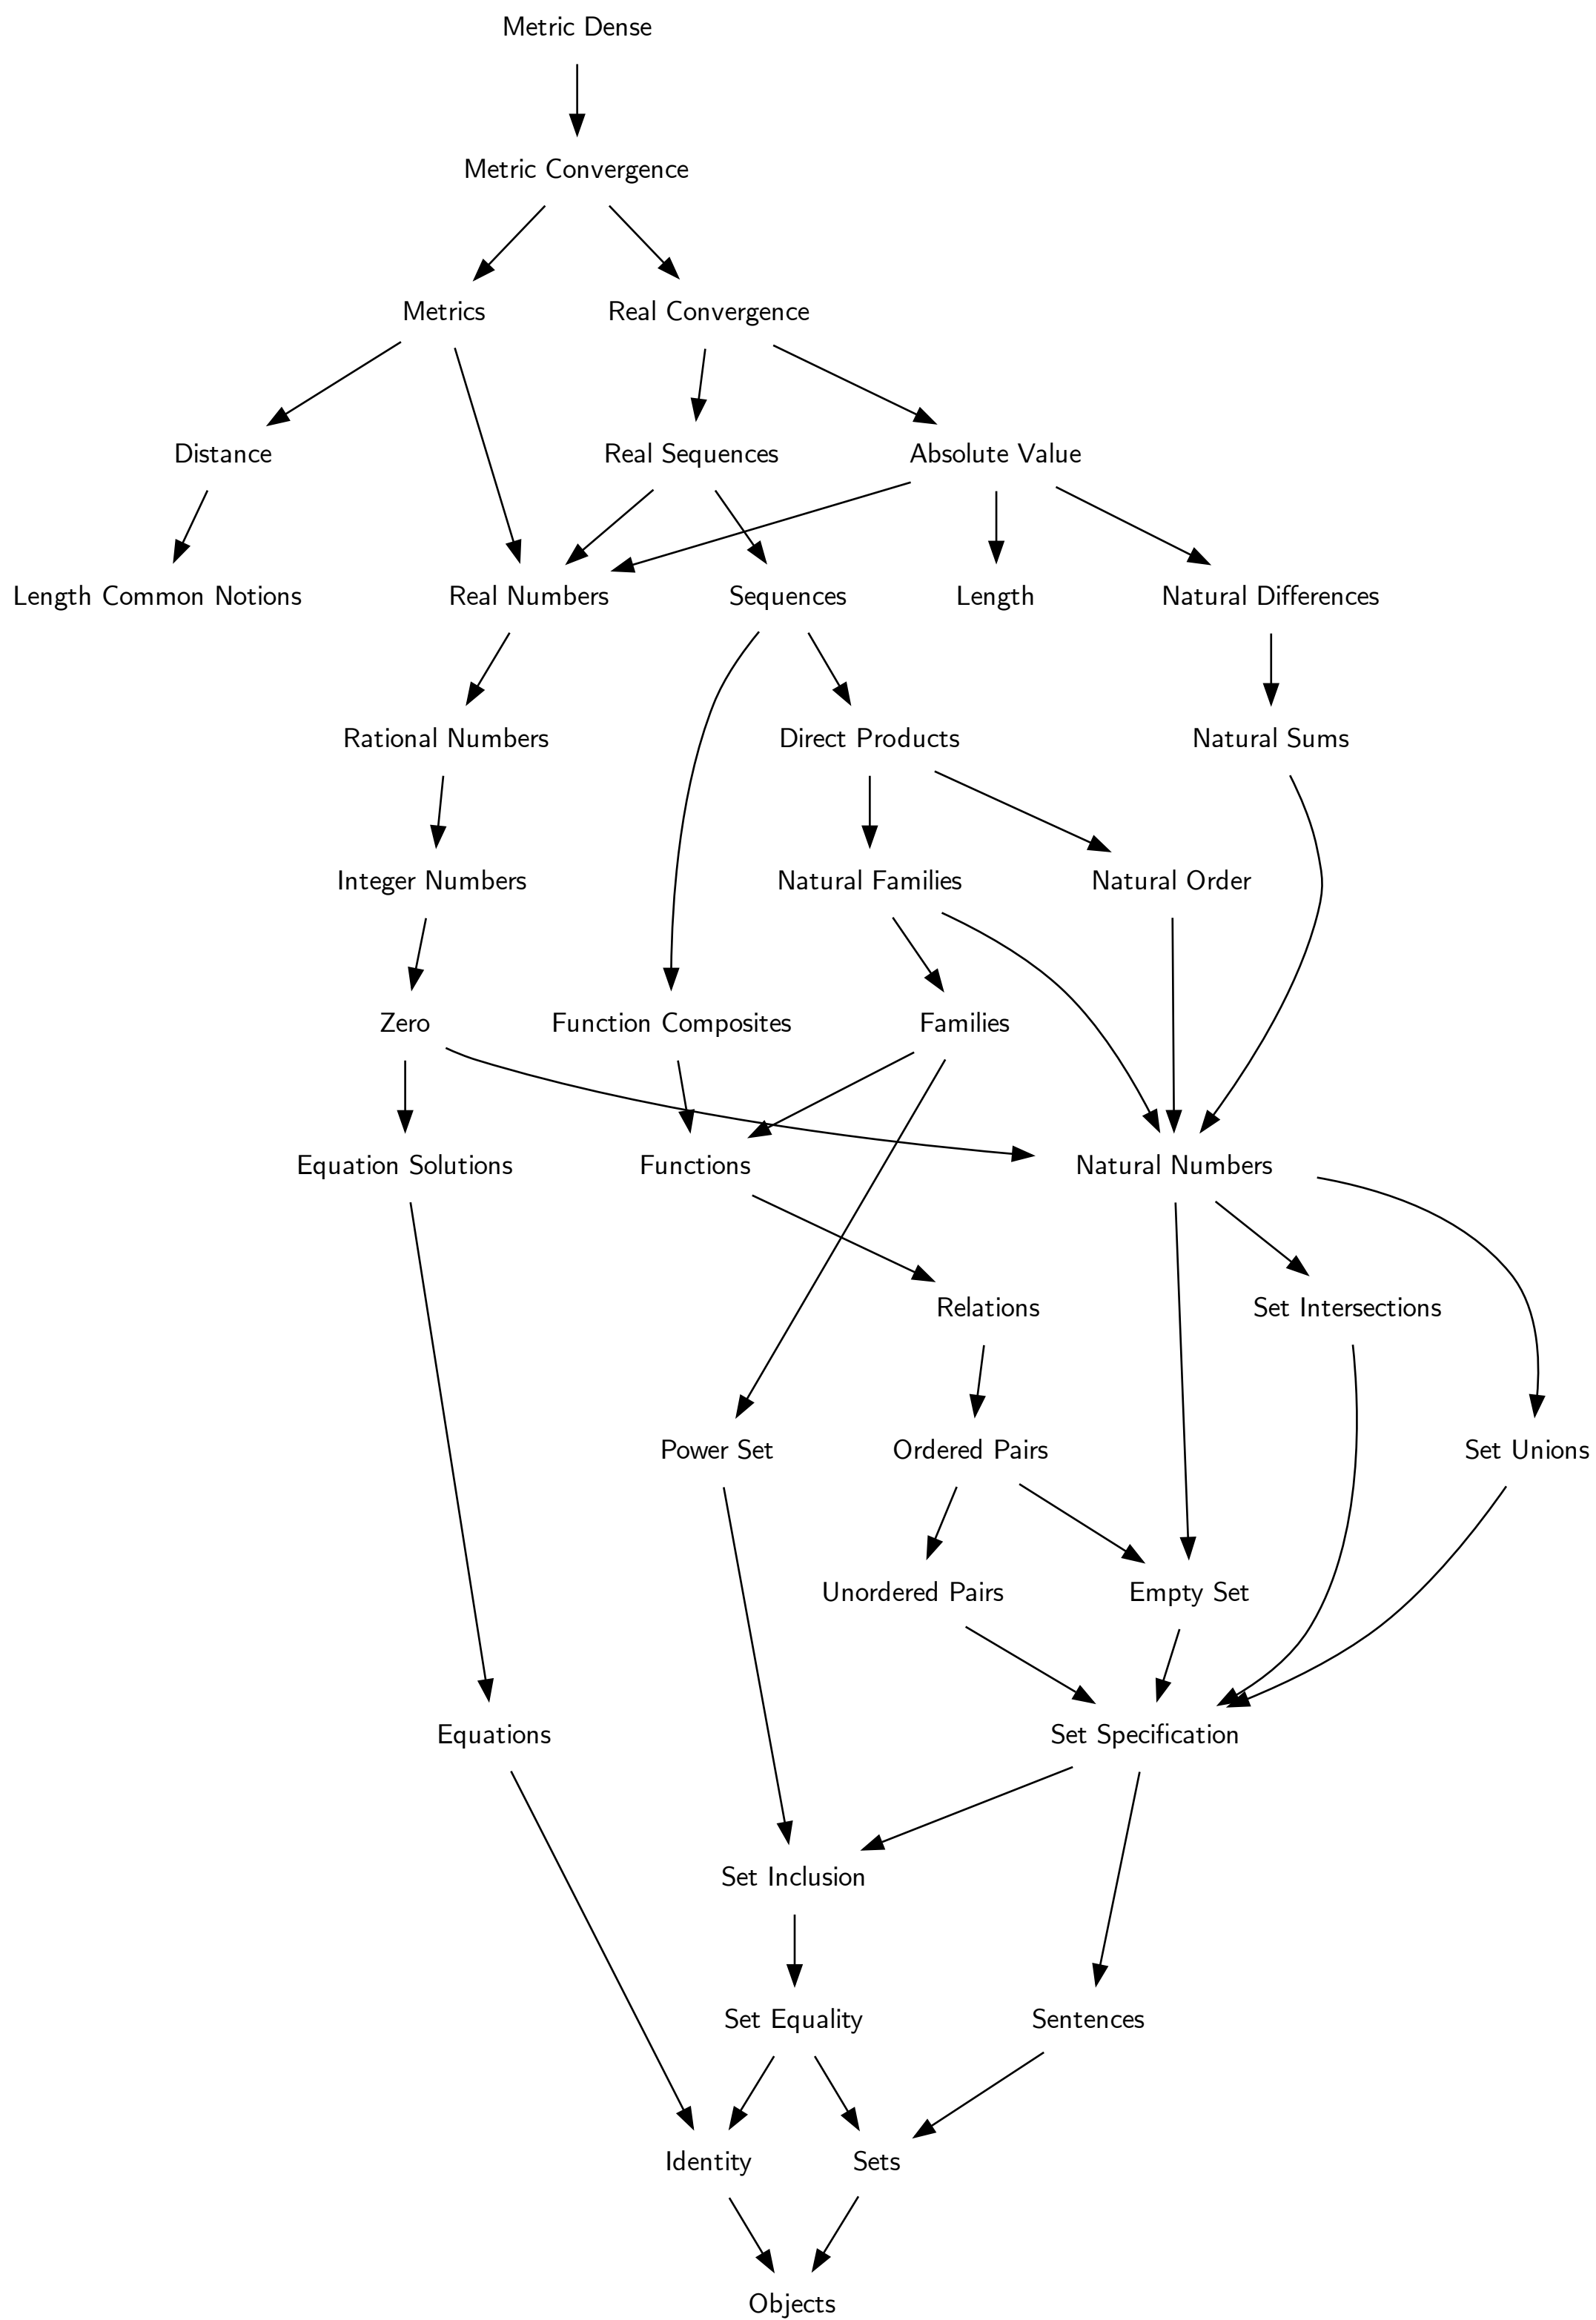 Metric Dense
Metric Convergence
Metrics
Real Convergence
Distance
Real Sequences
Absolute Value
Length Common Notions
Real Numbers
Sequences
Length
Natural Differences
Rational Numbers
Direct Products
Natural Sums
Integer Numbers
Natural Families
Natural Order
Zero
Function Composites
Families
Equation Solutions
Functions
Natural Numbers
Relations
Set Intersections
Power Set
Ordered Pairs
Set Unions
Unordered Pairs
Empty Set
Equations
Set Specification
Set Inclusion
Set Equality
Sentences
Identity
Sets
Objects